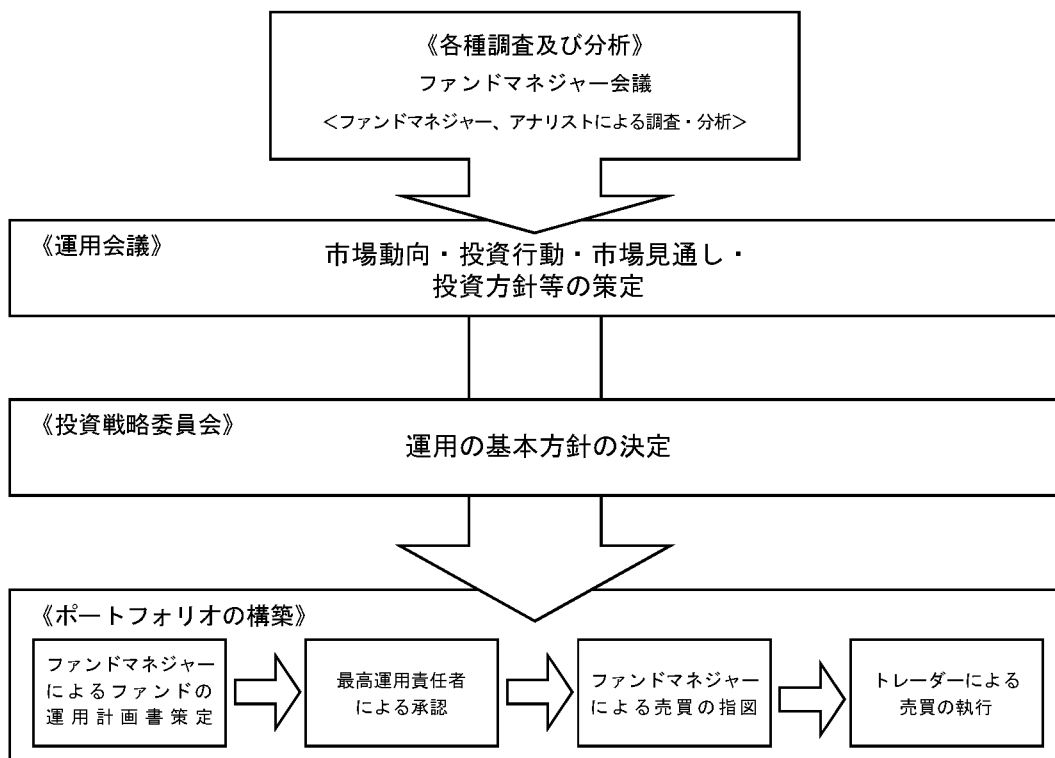 《各種調査及び分析》
ファンドマネジャー会議
＜ファンドマネジャー、アナリストによる調査・分析＞
《運用会議》
市場動向・投資行動・市場見通し・
投資方針等の策定
《投資戦略委員会》
運用の基本方針の決定
《ポートフォリオの構築》
ファンドマネジャー
によるファンドの
運用計画書策定
最高運用責任者
による承認
ファンドマネジャー
による売買の指図
トレーダーによる
売買の執行